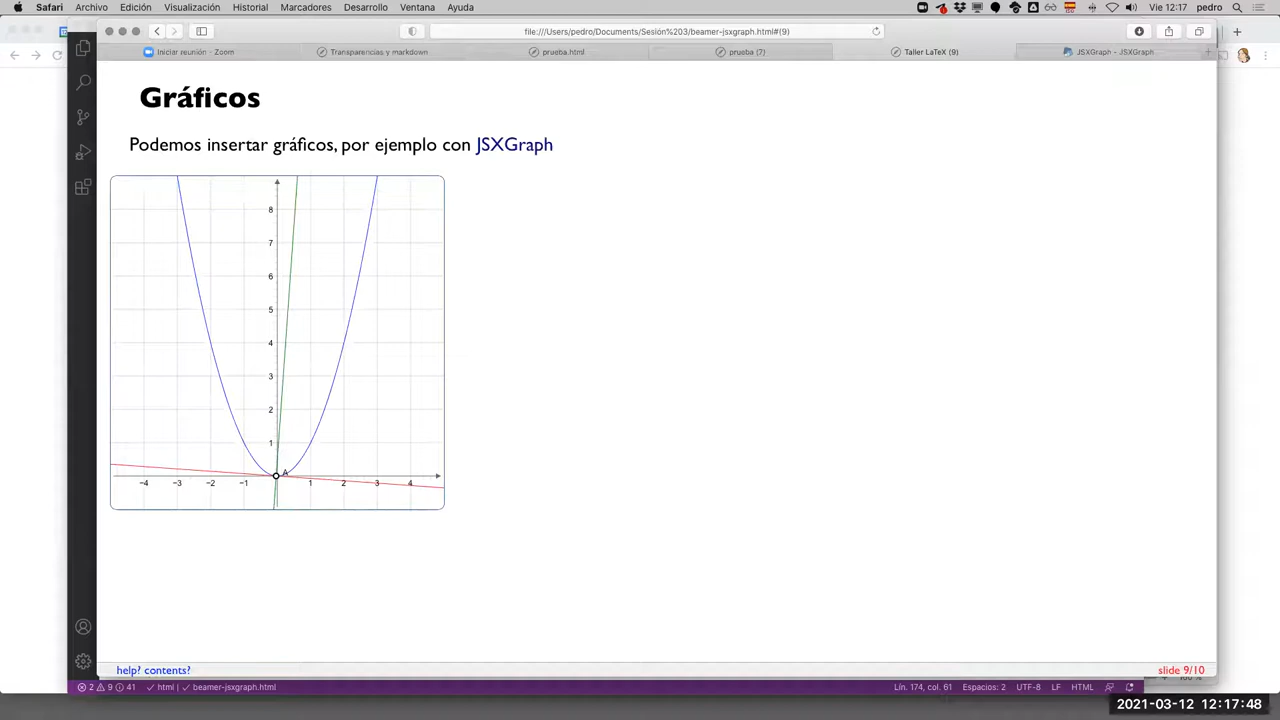 Safari Archivo Edición Visualización Historial Marcadores Desarrollo Ventana Ayuda Vie 12:17 pedro
file:///Users/pedro/Documents/Sesión%203/beamer-jsxgraph.html#(9)
Iniciar reunión - Zoom Transparencias y markdown prueba.html prueba (7) Taller LaTeX (9) JSXGraph - JSXGraph
Gráficos
Podemos insertar gráficos, por ejemplo con JSXGraph
8
7
6
5
4
3
2
1
A
−4 −3 −2 −1 1 2 3 4
help? contents? slide 9/10
2 9 41 html beamer-jsxgraph.html Lín. 174, col. 61 Espacios: 2 UTF-8 LF HTML
2021-03-12 12:17:48